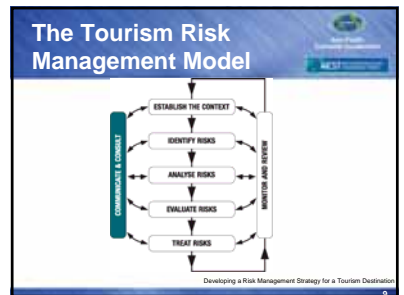 The Tourism Risk
Management Model
ESTABLISH THE CONTEXT
IDENTIFY RISKS
ANALYSE RISKS
EVALUATE RISKS
TREAT RISKS
COMMUNICATE & CONSULT
MONITOR AND REVIEW
Developing a Risk Management Strategy for a Tourism Destination
9